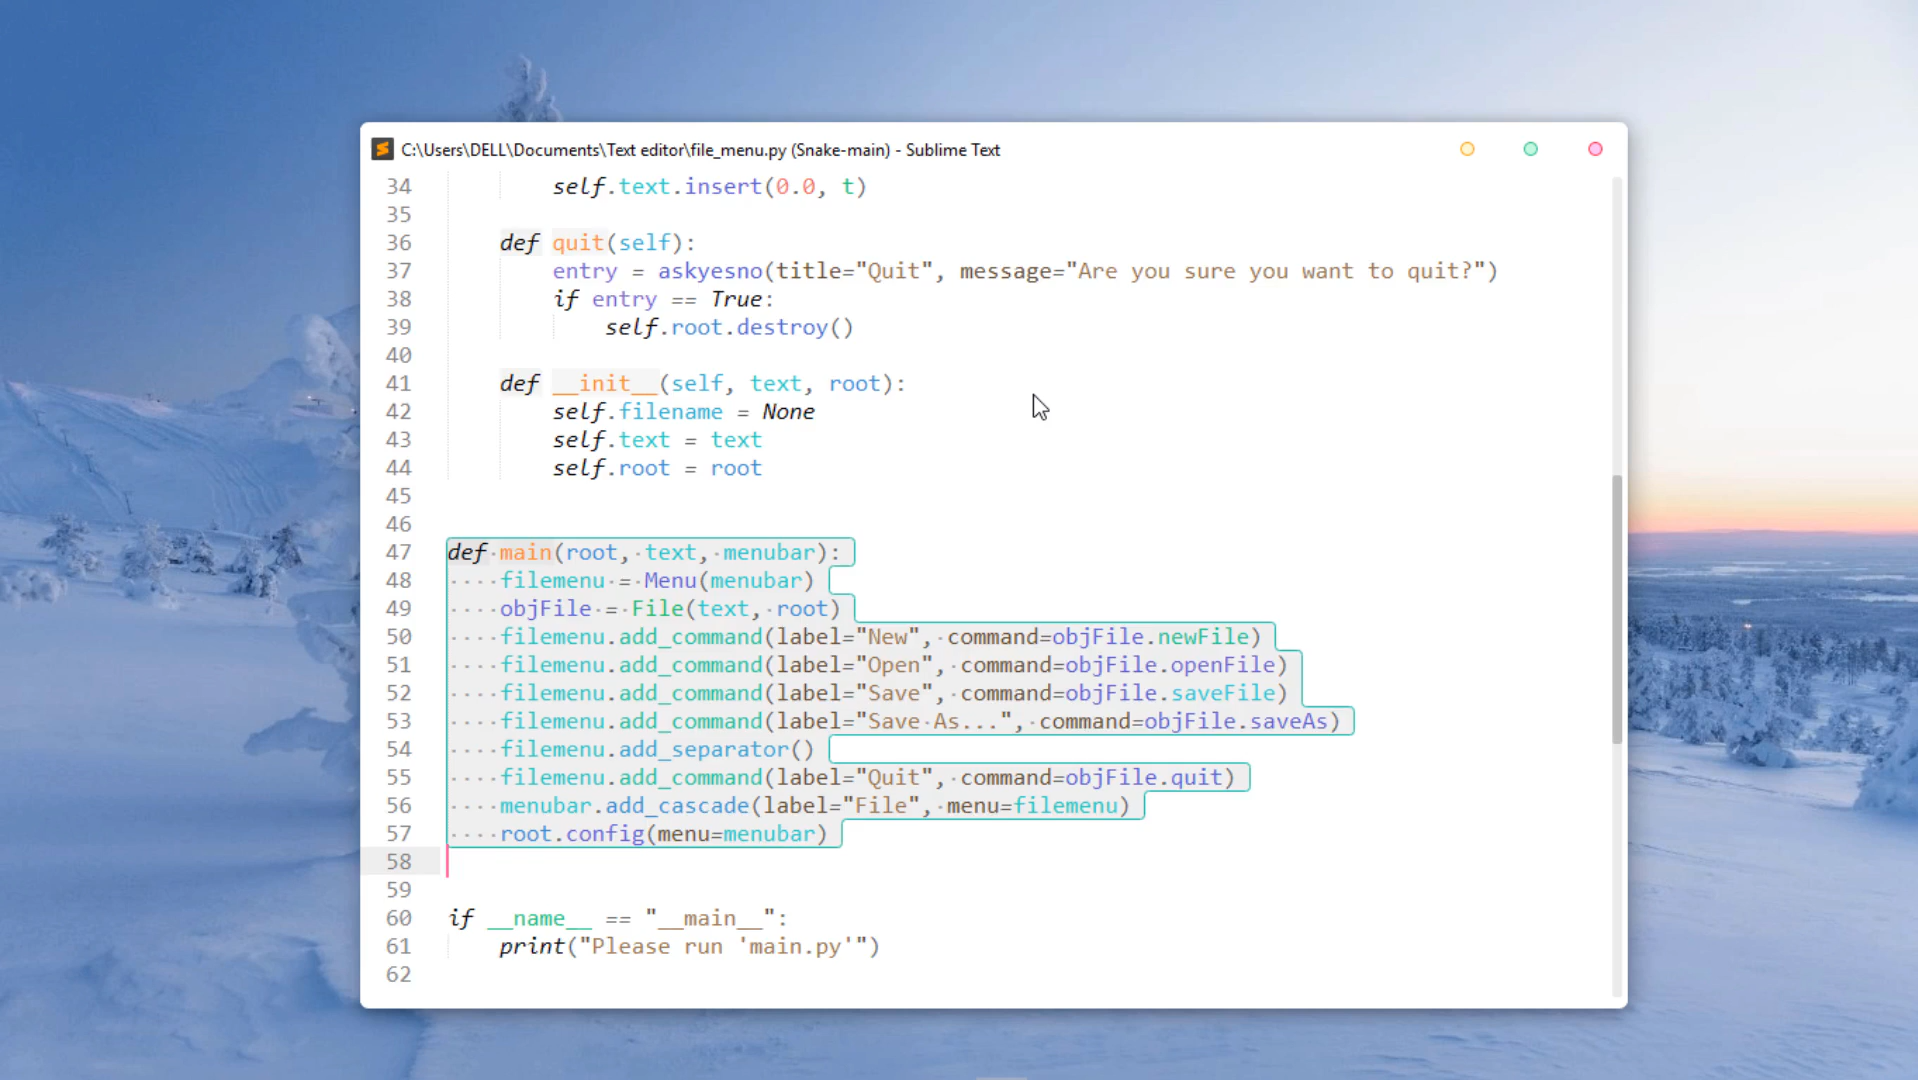 C:\Users\DELL\Documents\Text editor\file_menu.py (Snake-main) - Sublime Text
34 self.text.insert(0.0, t)
35
36 def quit(self):
37 entry = askyesno(title="Quit", message="Are you sure you want to quit?")
38 if entry == True:
39 self.root.destroy()
40
41 def __init__(self, text, root):
42 self.filename = None
43 self.text = text
44 self.root = root
45
46
47 def main(root, text, menubar):
48 filemenu = Menu(menubar)
49 objFile = File(text, root)
50 filemenu.add_command(label="New", command=objFile.newFile)
51 filemenu.add_command(label="Open", command=objFile.openFile)
52 filemenu.add_command(label="Save", command=objFile.saveFile)
53 filemenu.add_command(label="Save As...", command=objFile.saveAs)
54 filemenu.add_separator()
55 filemenu.add_command(label="Quit", command=objFile.quit)
56 menubar.add_cascade(label="File", menu=filemenu)
57 root.config(menu=menubar)
58
59
60 if __name__ == "__main__":
61 print("Please run 'main.py'")
62